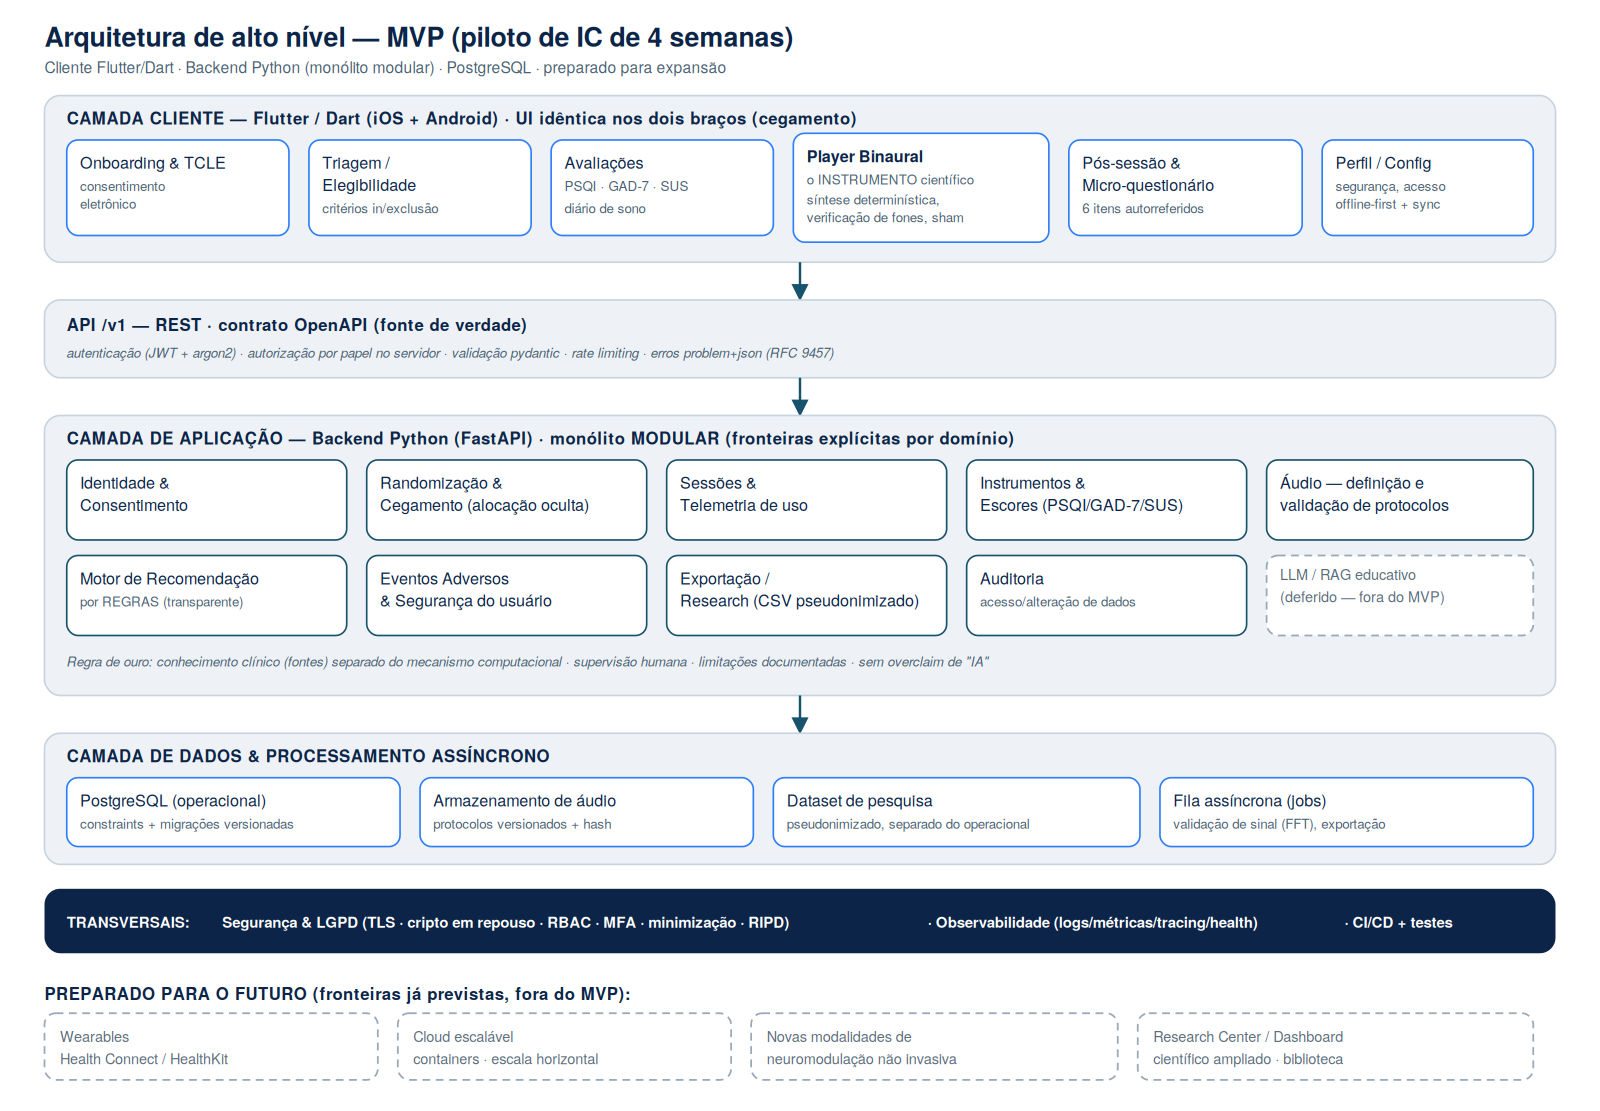 Arquitetura de alto nível — MVP (piloto de IC de 4 semanas)
Cliente Flutter/Dart · Backend Python (monólito modular) · PostgreSQL · preparado para expansão
CAMADA CLIENTE — Flutter / Dart (iOS + Android) · UI idêntica nos dois braços (cegamento)
Onboarding & TCLE
consentimento
eletrônico
Triagem /
Elegibilidade
critérios in/exclusão
Avaliações
PSQI · GAD-7 · SUS
diário de sono
Player Binaural
o INSTRUMENTO científico
síntese determinística,
verificação de fones, sham
Pós-sessão &
Micro-questionário
6 itens autorreferidos
Perfil / Config
segurança, acesso
offline-first + sync
API /v1 — REST · contrato OpenAPI (fonte de verdade)
autenticação (JWT + argon2) · autorização por papel no servidor · validação pydantic · rate limiting · erros problem+json (RFC 9457)
CAMADA DE APLICAÇÃO — Backend Python (FastAPI) · monólito MODULAR (fronteiras explícitas por domínio)
Identidade &
Consentimento
Randomização &
Cegamento (alocação oculta)
Sessões &
Telemetria de uso
Instrumentos &
Escores (PSQI/GAD-7/SUS)
Áudio — definição e
validação de protocolos
Motor de Recomendação
por REGRAS (transparente)
Eventos Adversos
& Segurança do usuário
Exportação /
Research (CSV pseudonimizado)
Auditoria
acesso/alteração de dados
LLM / RAG educativo
(deferido — fora do MVP)
Regra de ouro: conhecimento clínico (fontes) separado do mecanismo computacional · supervisão humana · limitações documentadas · sem overclaim de "IA"
CAMADA DE DADOS & PROCESSAMENTO ASSÍNCRONO
PostgreSQL (operacional)
constraints + migrações versionadas
Armazenamento de áudio
protocolos versionados + hash
Dataset de pesquisa
pseudonimizado, separado do operacional
Fila assíncrona (jobs)
validação de sinal (FFT), exportação
TRANSVERSAIS: Segurança & LGPD (TLS · cripto em repouso · RBAC · MFA · minimização · RIPD) · Observabilidade (logs/métricas/tracing/health) · CI/CD + testes
PREPARADO PARA O FUTURO (fronteiras já previstas, fora do MVP):
Wearables
Health Connect / HealthKit
Cloud escalável
containers · escala horizontal
Novas modalidades de
neuromodulação não invasiva
Research Center / Dashboard
científico ampliado · biblioteca